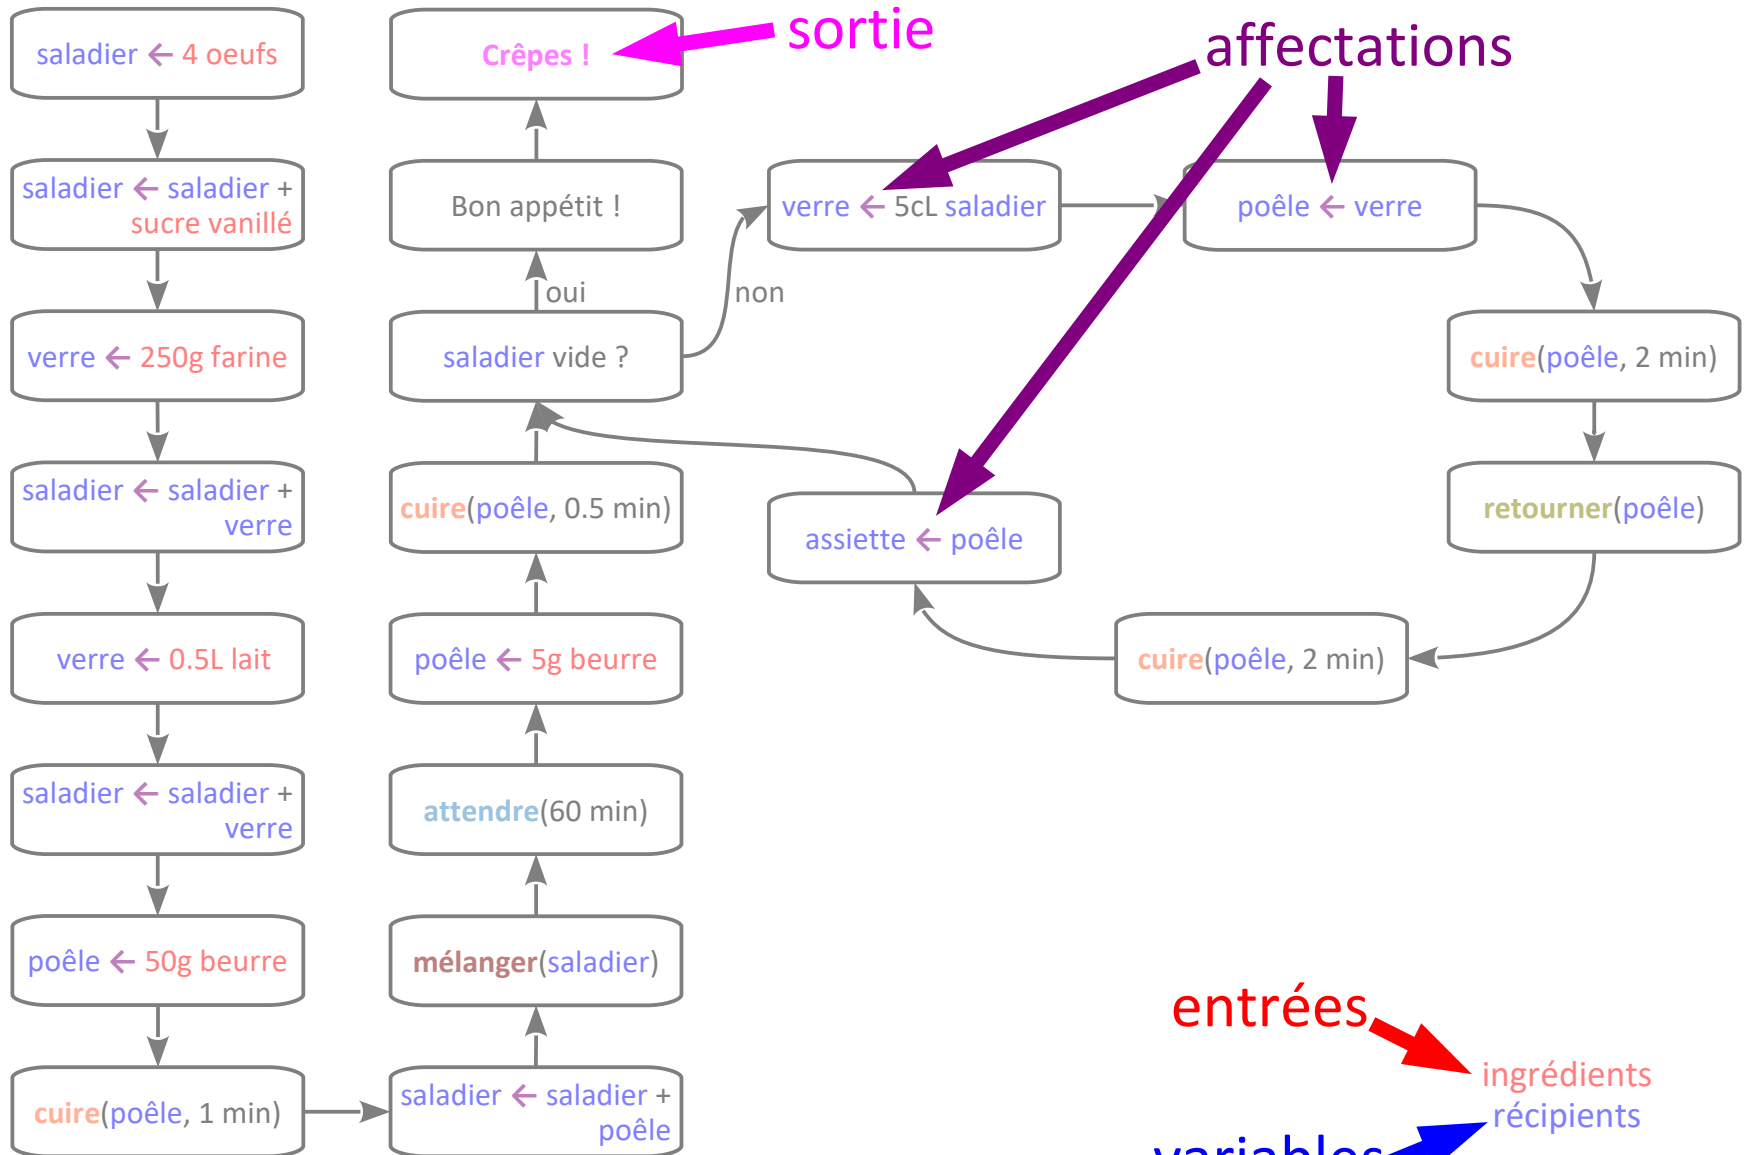 saladier ← 4 oeufs
saladier ← saladier +
sucre vanillé
verre ← 250g farine
saladier ← saladier +
verre
verre ← 0.5L lait
saladier ← saladier +
verre
poêle ← 50g beurre
cuire(poêle, 1 min)
saladier ← saladier +
poêle
mélanger(saladier)
attendre(60 min)
poêle ← 5g beurre
cuire(poêle, 0.5 min)
saladier vide ?
oui
non
Bon appétit !
Crêpes !
sortie
affectations
verre ← 5cL saladier
poêle ← verre
cuire(poêle, 2 min)
retourner(poêle)
cuire(poêle, 2 min)
assiette ← poêle
entrées
ingrédients
récipients
variables